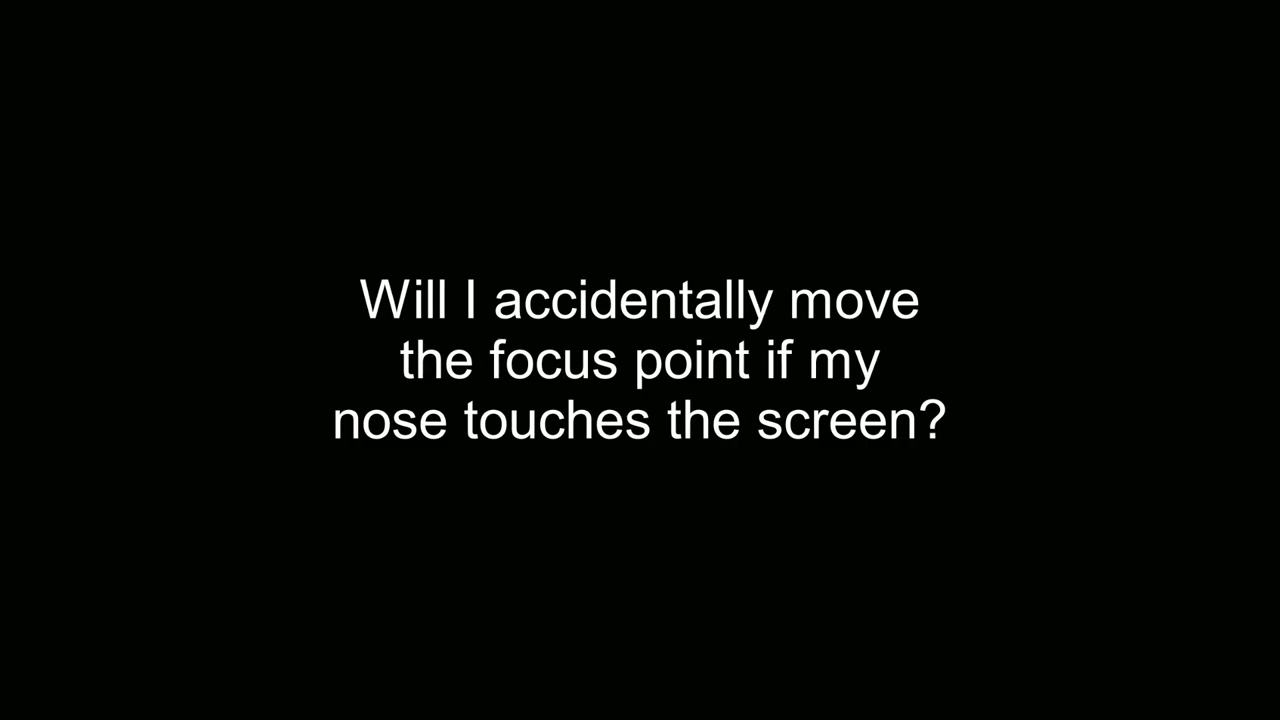 Will I accidentally move
the focus point if my
nose touches the screen?